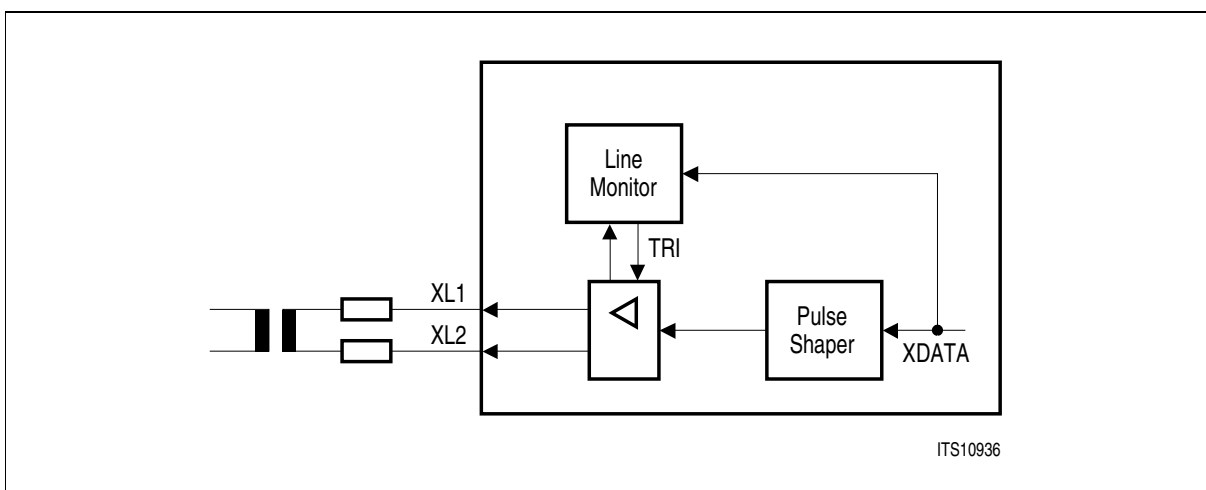 Line
Monitor
TRI
XL1
XL2
Pulse
Shaper
XDATA
ITS10936